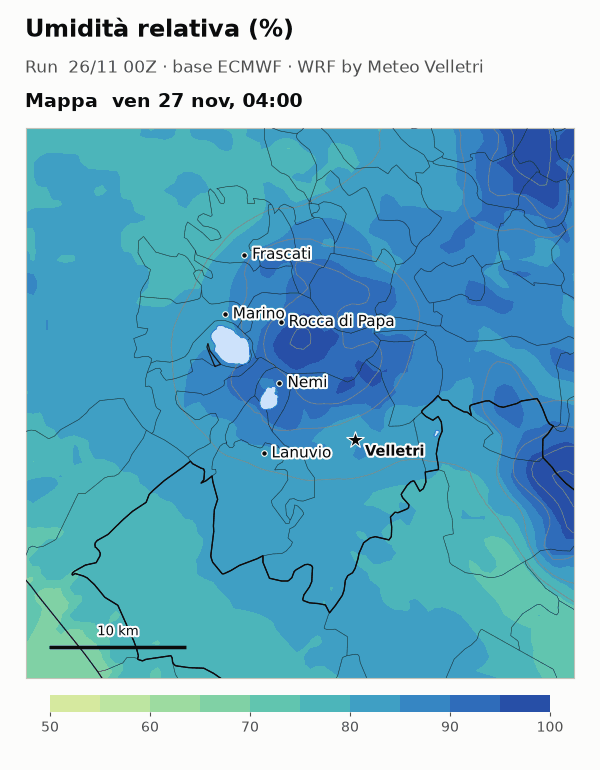 Umidità relativa (%)
Run  26/11 00Z · base ECMWF · WRF by Meteo Velletri
Mappa  ven 27 nov, 04:00
Frascati
Marino
Rocca di Papa
Nemi
Velletri
Lanuvio
10 km
50 60 70 80 90 100